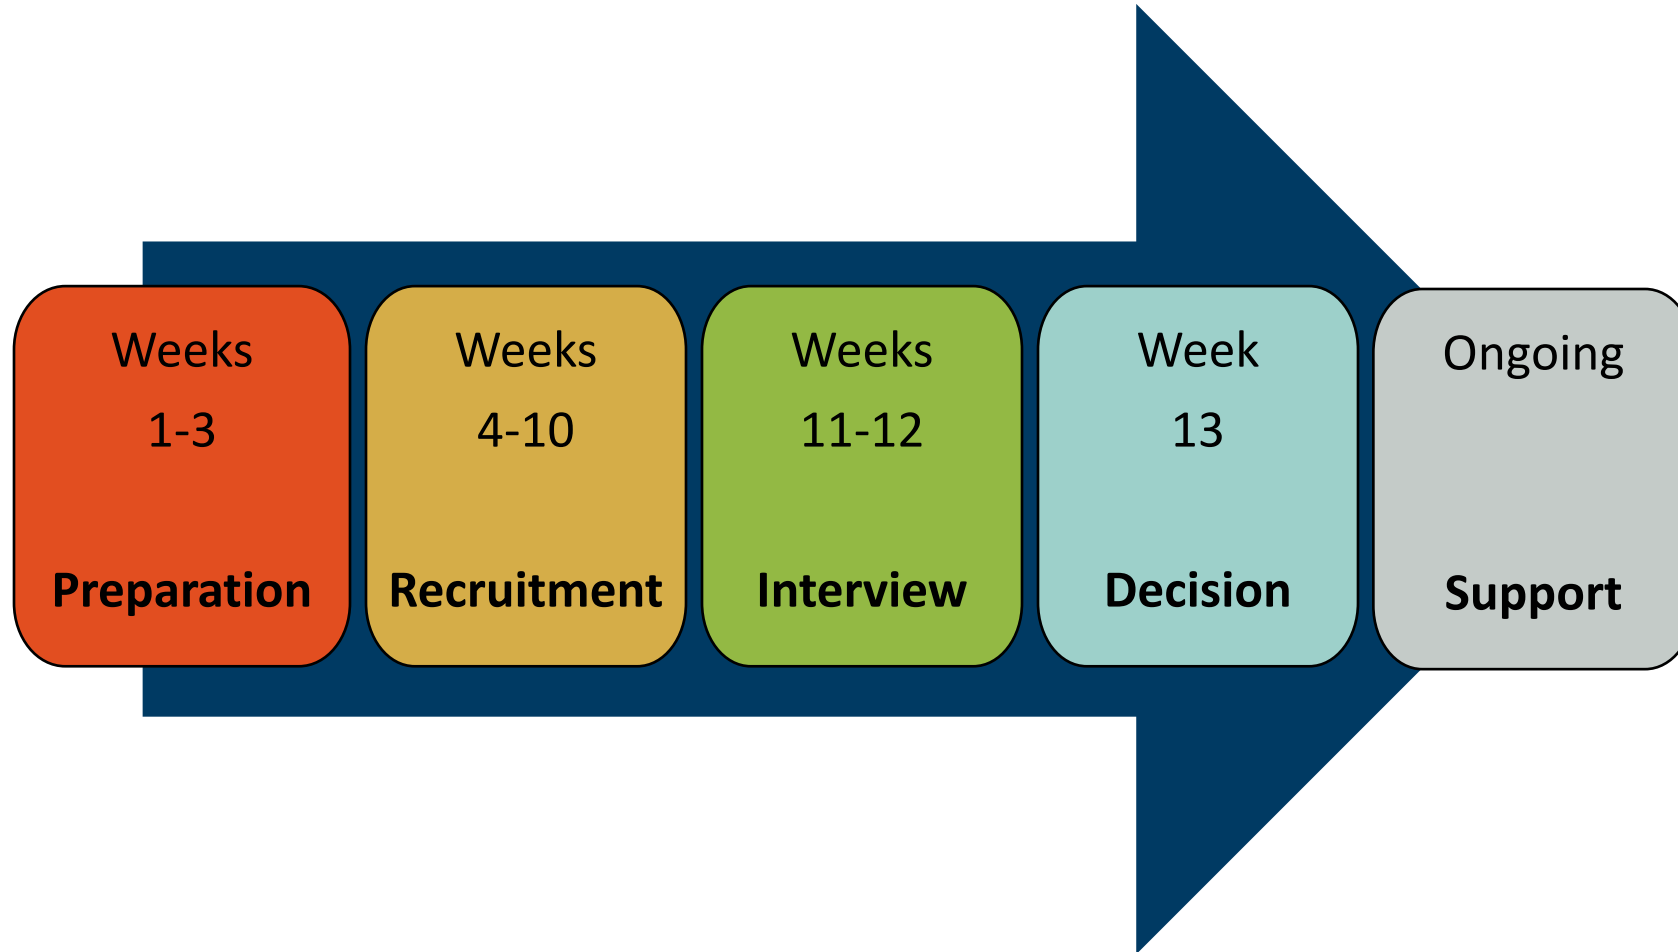 Weeks
1-3
Preparation
Weeks
4-10
Recruitment
Weeks
11-12
Interview
Week
13
Decision
Ongoing
Support